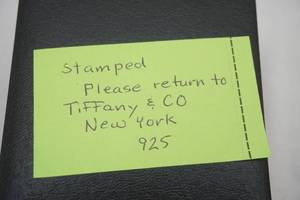 Stamped
Please return to
Tiffany & CO
New York
925